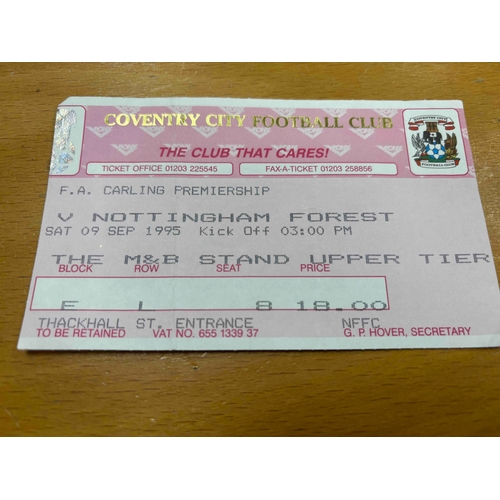 COVENTRY CITY FOOTBALL CLUB
THE CLUB THAT CARES!
TICKET OFFICE 01203 225545 FAX-A-TICKET 01203 258856
F.A. CARLING PREMIERSHIP
V NOTTINGHAM FOREST
SAT 09 SEP 1995 Kick Off 03:00 PM
THE M&B STAND UPPER TIER
BLOCK ROW SEAT PRICE
1 8 18.00
THACKHALL ST. ENTRANCE NFFC
TO BE RETAINED VAT NO. 655 1339 37 G. P. HOVER, SECRETARY